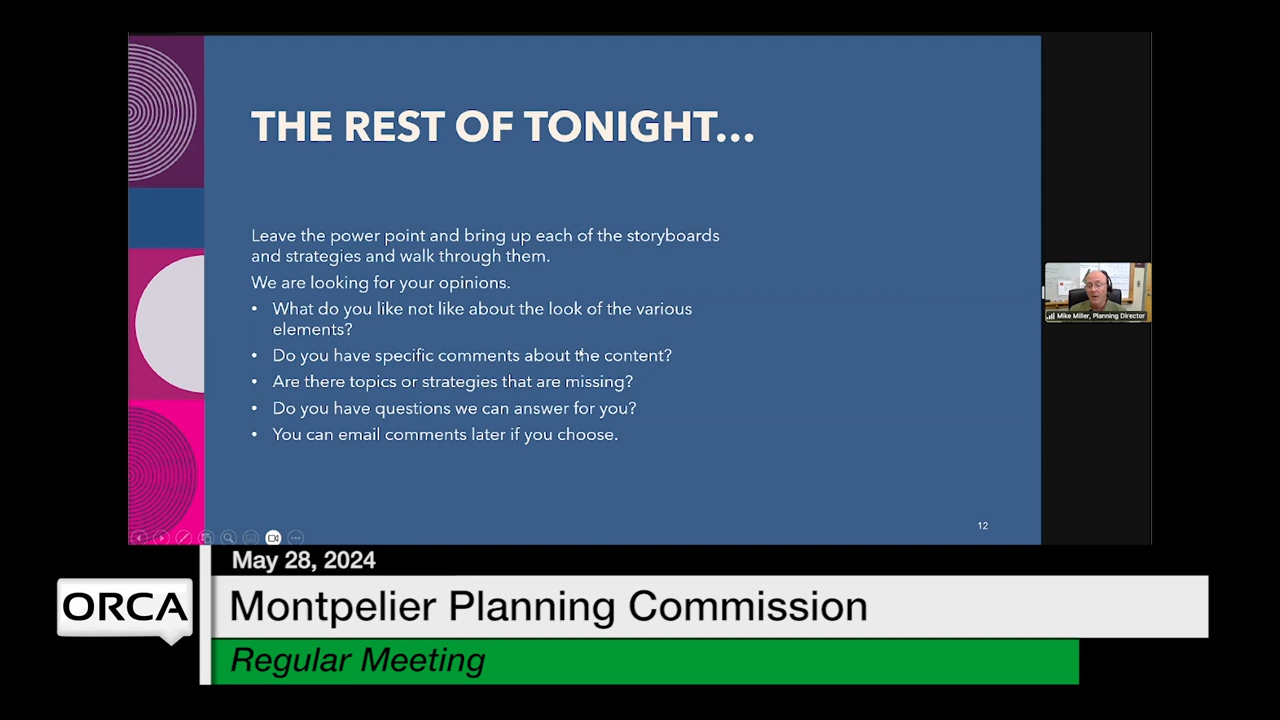 THE REST OF TONIGHT...
Leave the power point and bring up each of the storyboards
and strategies and walk through them.
We are looking for your opinions.
• What do you like not like about the look of the various
elements?
• Do you have specific comments about the content?
• Are there topics or strategies that are missing?
• Do you have questions we can answer for you?
• You can email comments later if you choose.
12
Mike Miller, Planning Director
May 28, 2024
ORCA
Montpelier Planning Commission
Regular Meeting